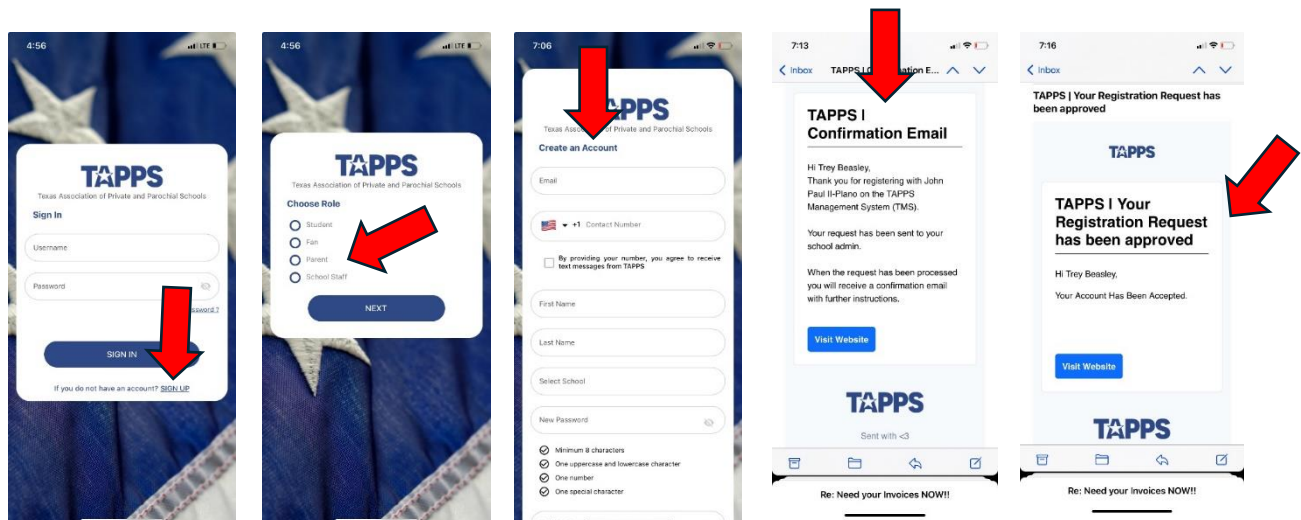 4:56
LTE
TAPPS
Texas Association of Private and Parochial Schools
Sign In
Username
Password
ssword ?
SIGN IN
If you do not have an account? SIGN UP
4:56
LTE
TAPPS
Texas Association of Private and Parochial Schools
Choose Role
Student
Fan
Parent
School Staff
NEXT
7:06
APPS
Texas Asso of Private and Parochial Schools
Create an Account
Email
+1 Contact Number
By providing your number, you agree to receive
text messages from TAPPS
First Name
Last Name
Select School
New Password
Minimum 8 characters
One uppercase and lowercase character
One number
One special character
7:13
Inbox TAPPS | C ation E...
TAPPS |
Confirmation Email
Hi Trey Beasley,
Thank you for registering with John
Paul II-Plano on the TAPPS
Management System (TMS).
Your request has been sent to your
school admin.
When the request has been processed
you will receive a confirmation email
with further instructions.
Visit Website
TAPPS
Sent with <3
Re: Need your Invoices NOW!!
7:16
Inbox
TAPPS | Your Registration Request has
been approved
TAPPS
TAPPS | Your
Registration Request
has been approved
Hi Trey Beasley,
Your Account Has Been Accepted.
Visit Website
TAPPS
Re: Need your Invoices NOW!!